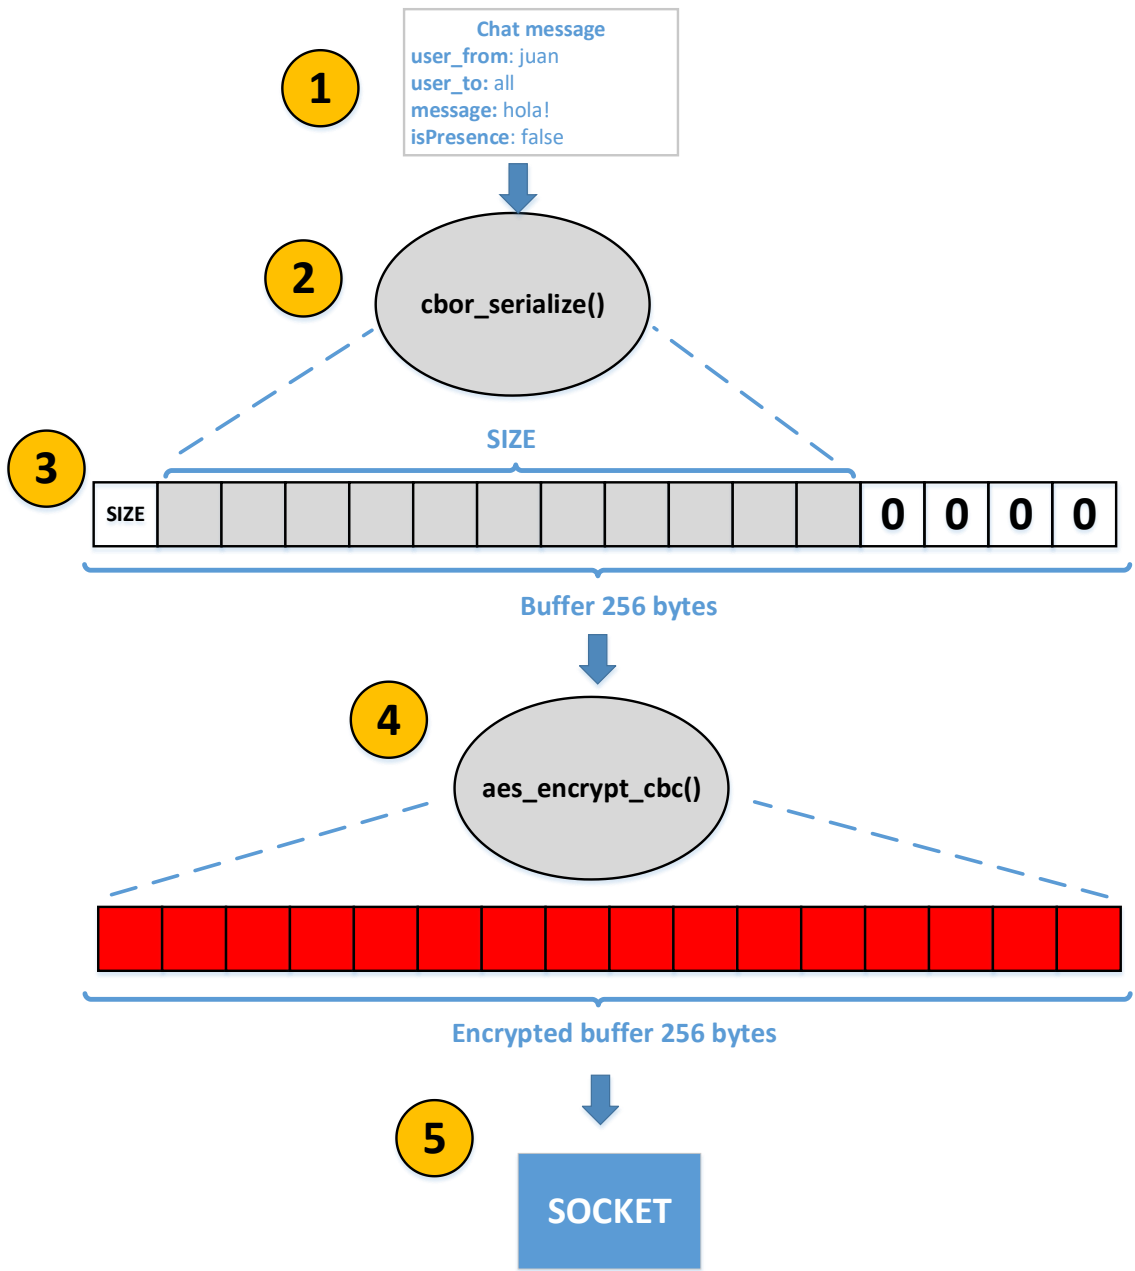 Chat message
1
user_from: juan
user_to: all
message: hola!
isPresence: false
2
cbor_serialize()
SIZE
3
SIZE 0 0 0 0
Buffer 256 bytes
4
aes_encrypt_cbc()
Encrypted buffer 256 bytes
5
SOCKET